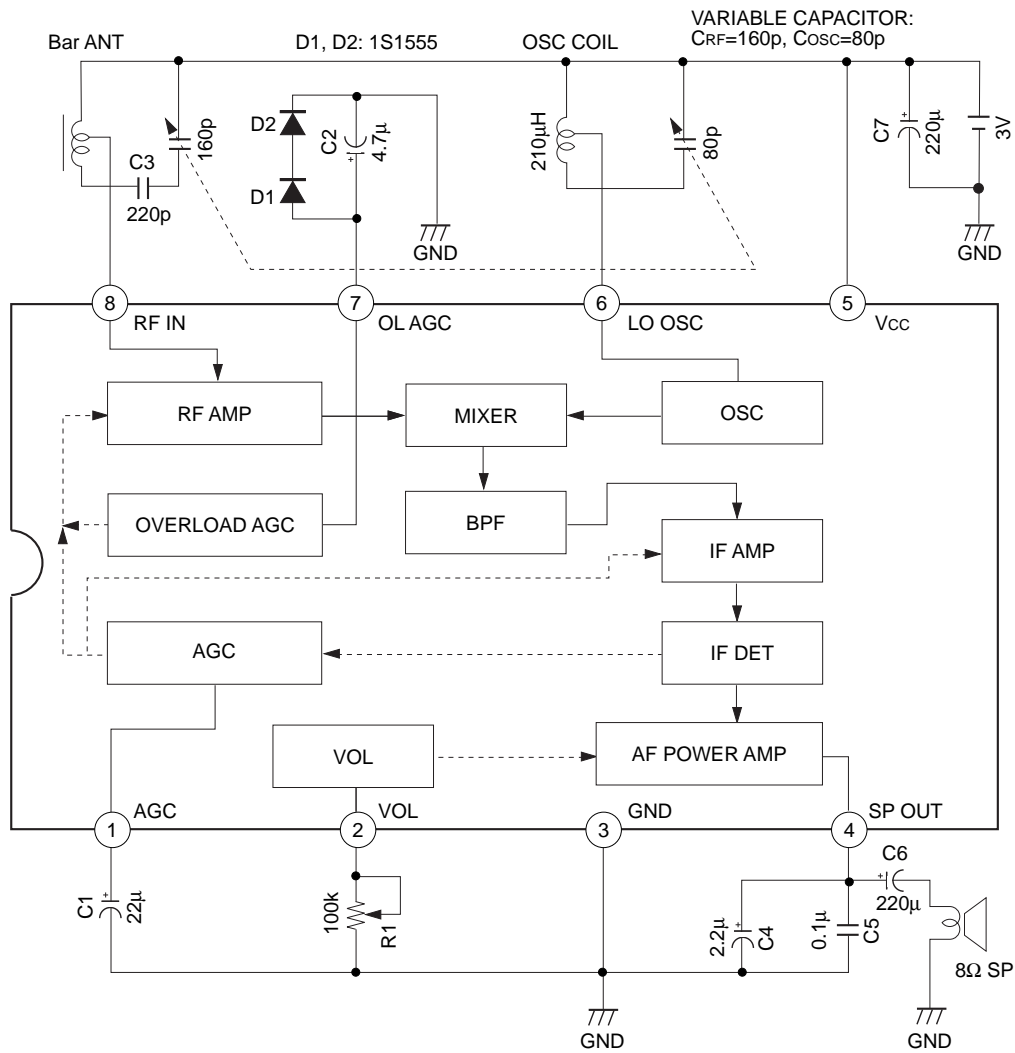 VARIABLE CAPACITOR:
CRF=160p, COSC=80p
Bar ANT
D1, D2: 1S1555
OSC COIL
160p
C3
220p
D2
D1
C2
4.7μ
GND
210μH
80p
C7
220μ
3V
GND
8
RF IN
7
OL AGC
6
LO OSC
5
VCC
RF AMP
MIXER
OSC
OVERLOAD AGC
BPF
IF AMP
AGC
IF DET
VOL
AF POWER AMP
1
AGC
2
VOL
3
GND
4
SP OUT
C1
22μ
100k
R1
2.2μ
C4
0.1μ
C5
C6
220μ
8Ω SP
GND
GND